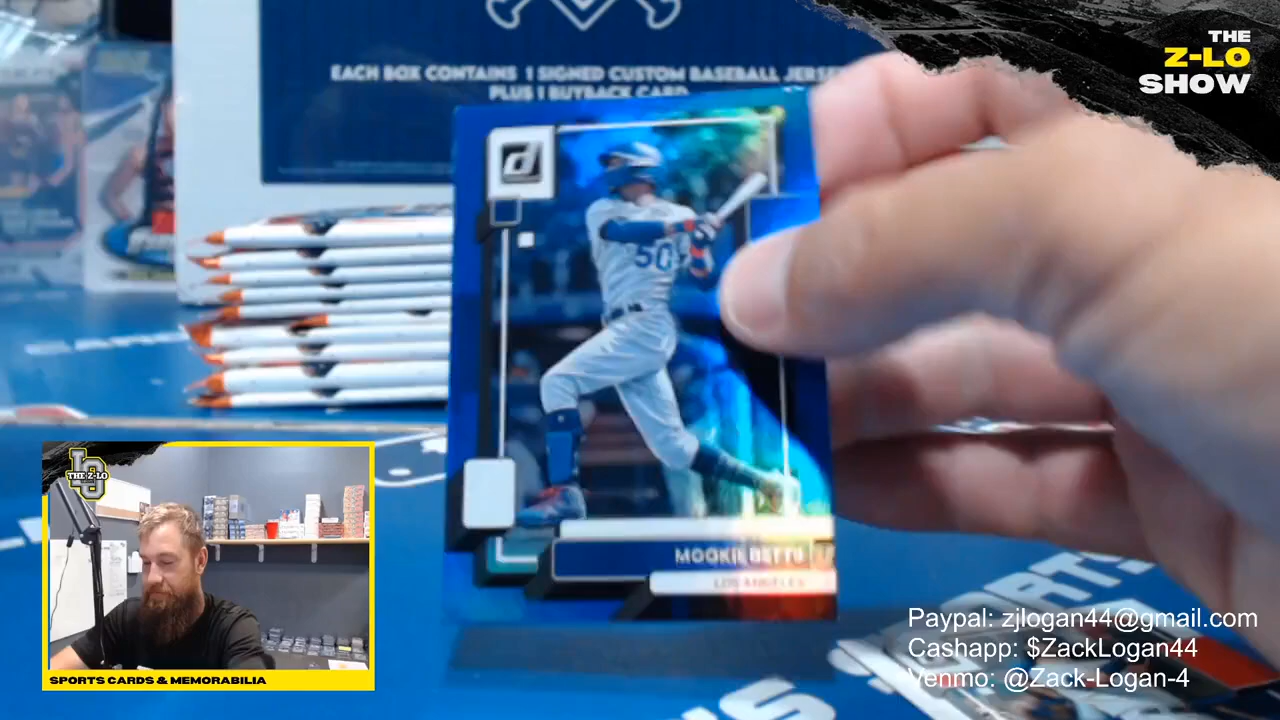 THE
Z-LO
SHOW
EACH BOX CONTAINS 1 SIGNED CUSTOM BASEBALL
PLUS 1 BUYBACK CARD
d
50
MOOKIE BETTS
LOS ANGELES
THE Z-LO
SPORTS CARDS & MEMORABILIA
Paypal: zjlogan44@gmail.com
Cashapp: $ZackLogan44
Venmo: @Zack-Logan-4